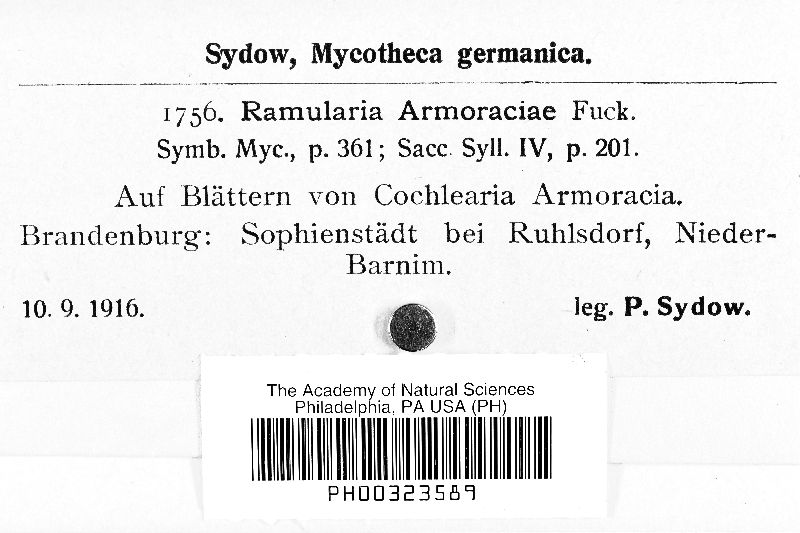 Sydow, Mycotheca germanica.
1756. Ramularia Armoraciae Fuck.
Symb. Myc., p. 361; Sacc. Syll. IV, p. 201.
Auf Blättern von Cochlearia Armoracia.
Brandenburg: Sophienstädt bei Ruhlsdorf, Nieder-
Barnim.
10. 9. 1916. leg. P. Sydow.
The Academy of Natural Sciences
Philadelphia, PA USA (PH)
PH00323589